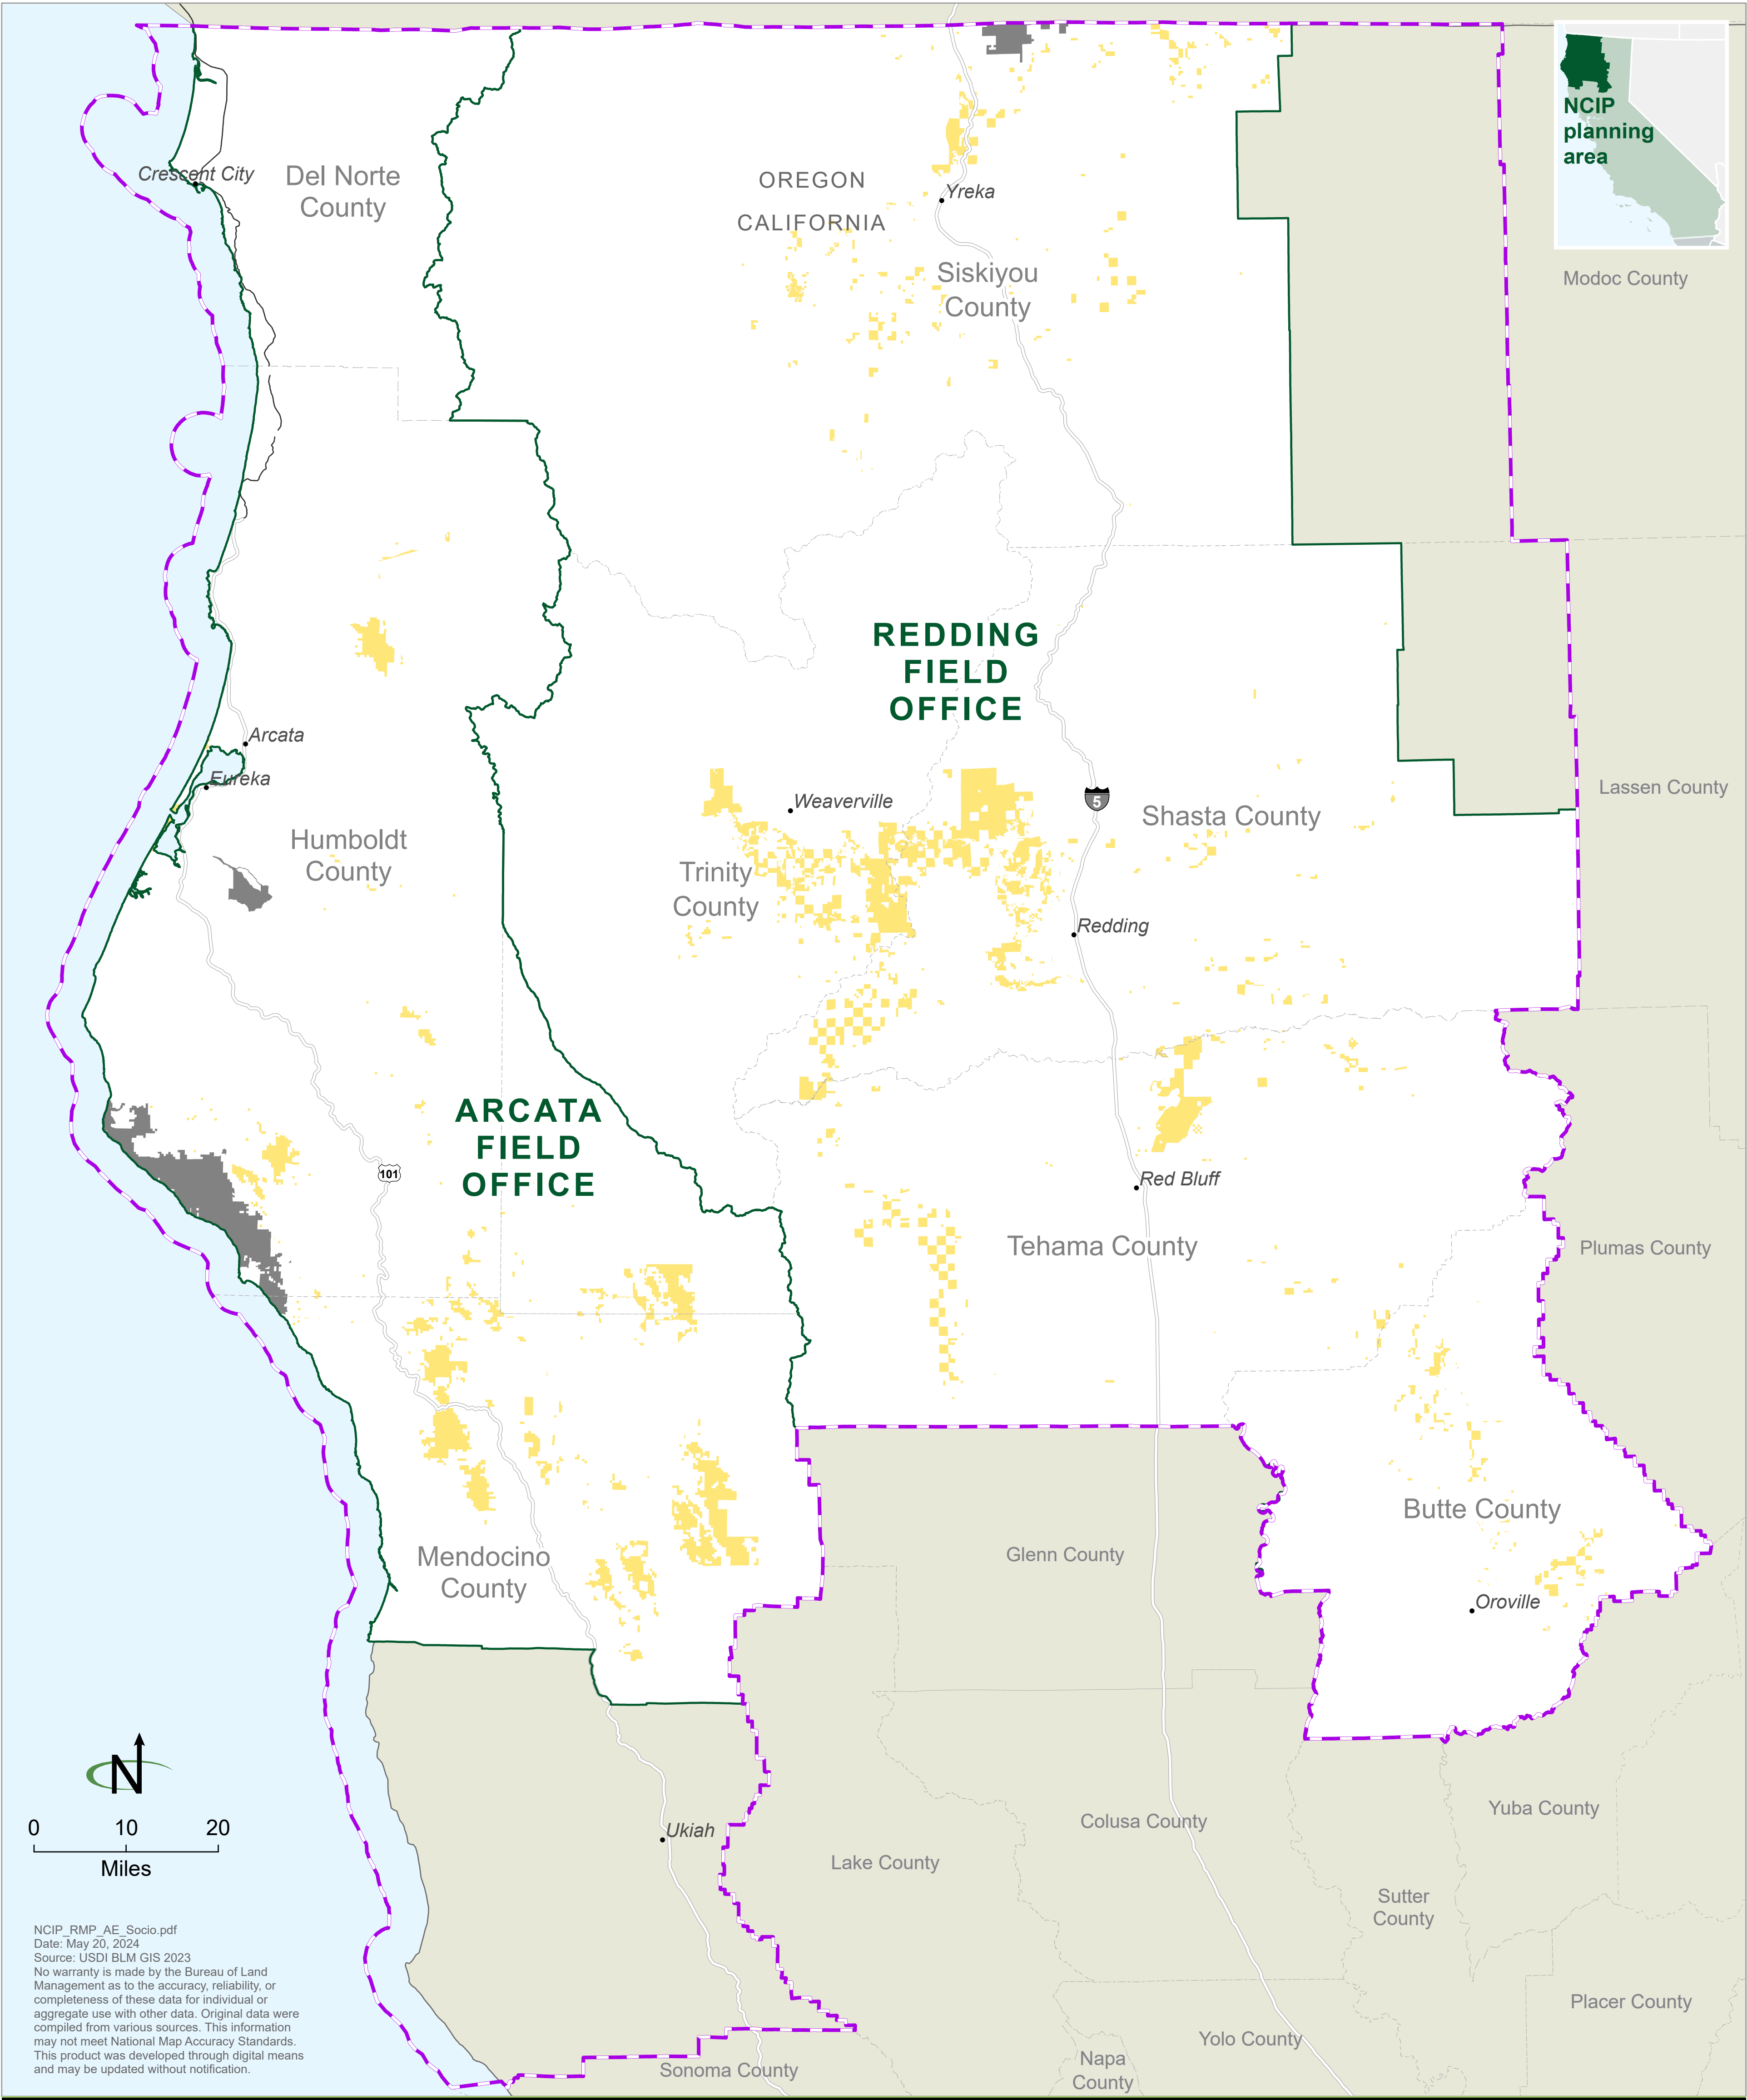 NCIP
planning
area
Crescent City
Del Norte
County
OREGON
CALIFORNIA
Yreka
Siskiyou
County
Modoc County
REDDING
FIELD
OFFICE
Arcata
Eureka
Weaverville
5
Shasta County
Lassen County
Humboldt
County
Trinity
County
Redding
ARCATA
FIELD
OFFICE
101
Red Bluff
Tehama County
Plumas County
Butte County
Mendocino
County
Glenn County
Oroville
N
0 10 20
Miles
Ukiah
Colusa County
Yuba County
Lake County
Sutter
County
Placer County
Yolo County
Napa
County
Sonoma County
NCIP_RMP_AE_Socio.pdf
Date: May 20, 2024
Source: USDI BLM GIS 2023
No warranty is made by the Bureau of Land
Management as to the accuracy, reliability, or
completeness of these data for individual or
aggregate use with other data. Original data were
compiled from various sources. This information
may not meet National Map Accuracy Standards.
This product was developed through digital means
and may be updated without notification.